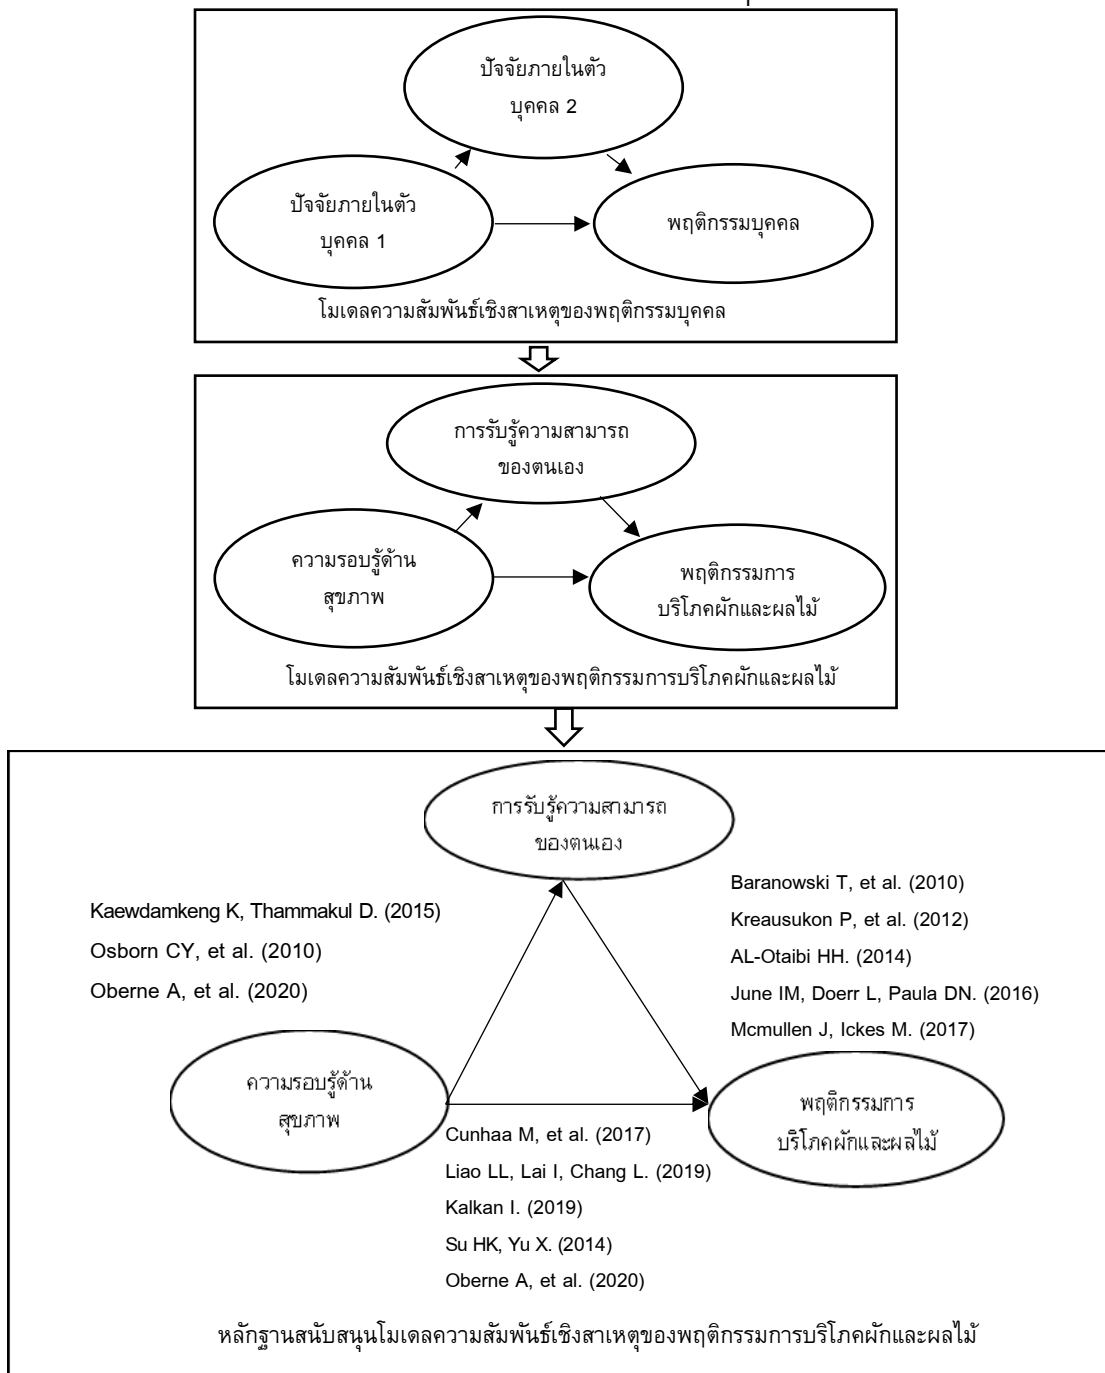 ปัจจัยภายในตัว
บุคคล 2
ปัจจัยภายในตัว
บุคคล 1
พฤติกรรมบุคคล
โมเดลความสัมพันธ์เชิงสาเหตุของพฤติกรรมบุคคล
การรับรู้ความสามารถ
ของตนเอง
ความรอบรู้ด้าน
สุขภาพ
พฤติกรรมการ
บริโภคผักและผลไม้
โมเดลความสัมพันธ์เชิงสาเหตุของพฤติกรรมการบริโภคผักและผลไม้
การรับรู้ความสามารถ
ของตนเอง
Kaewdamkeng K, Thammakul D. (2015)
Osborn CY, et al. (2010)
Oberne A, et al. (2020)
Baranowski T, et al. (2010)
Kreausukon P, et al. (2012)
AL-Otaibi HH. (2014)
June IM, Doerr L, Paula DN. (2016)
Mcmullen J, Ickes M. (2017)
ความรอบรู้ด้าน
สุขภาพ
พฤติกรรมการ
บริโภคผักและผลไม้
Cunhaa M, et al. (2017)
Liao LL, Lai I, Chang L. (2019)
Kalkan I. (2019)
Su HK, Yu X. (2014)
Oberne A, et al. (2020)
หลักฐานสนับสนุนโมเดลความสัมพันธ์เชิงสาเหตุของพฤติกรรมการบริโภคผักและผลไม้